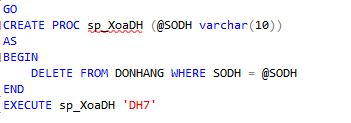 GO
CREATE PROC sp_XoaDH (@SODH varchar(10))
AS
BEGIN
    DELETE FROM DONHANG WHERE SODH = @SODH
END
EXECUTE sp_XoaDH 'DH7'